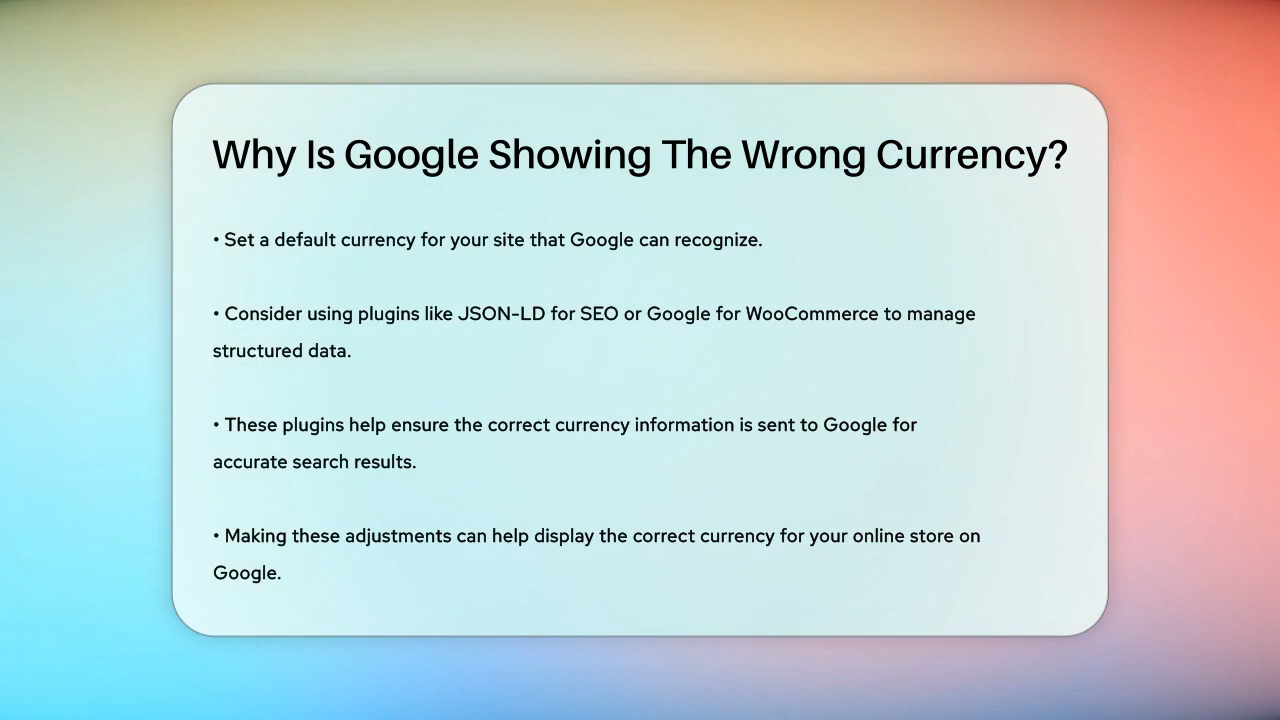 Why Is Google Showing The Wrong Currency?
• Set a default currency for your site that Google can recognize.
• Consider using plugins like JSON-LD for SEO or Google for WooCommerce to manage
structured data.
• These plugins help ensure the correct currency information is sent to Google for
accurate search results.
• Making these adjustments can help display the correct currency for your online store on
Google.